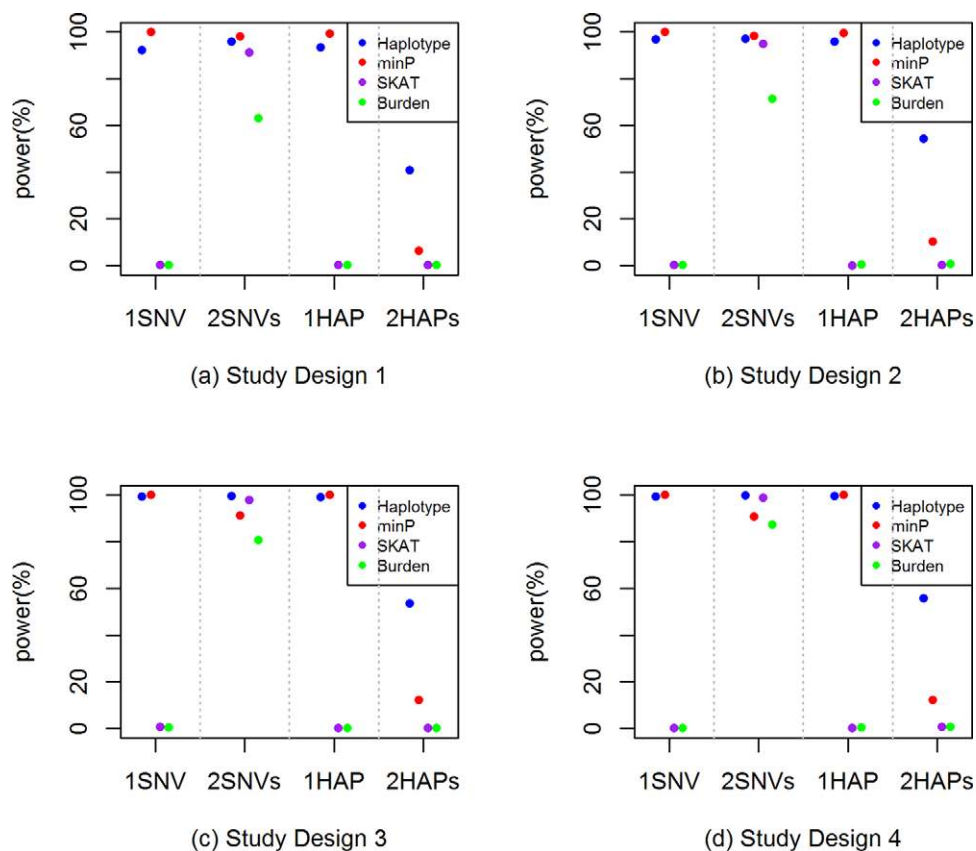 100
60
20
0
power(%)
Haplotype
minP
SKAT
Burden
1SNV 2SNVs 1HAP 2HAPs
(a) Study Design 1
100
60
20
0
power(%)
Haplotype
minP
SKAT
Burden
1SNV 2SNVs 1HAP 2HAPs
(b) Study Design 2
100
60
20
0
power(%)
Haplotype
minP
SKAT
Burden
1SNV 2SNVs 1HAP 2HAPs
(c) Study Design 3
100
60
20
0
power(%)
Haplotype
minP
SKAT
Burden
1SNV 2SNVs 1HAP 2HAPs
(d) Study Design 4